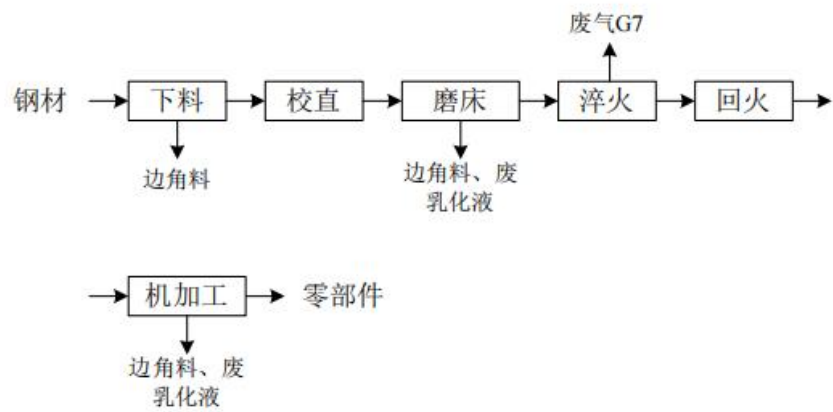 废气G7
钢材 下料 校直 磨床 淬火 回火
边角料
边角料、废
乳化液
机加工 零部件
边角料、废
乳化液